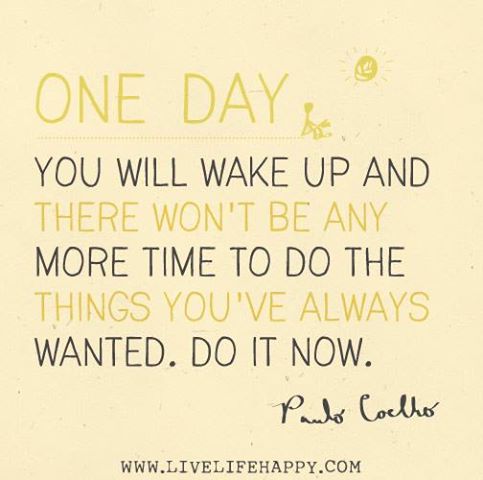 ONE DAY
YOU WILL WAKE UP AND
THERE WON'T BE ANY
MORE TIME TO DO THE
THINGS YOU'VE ALWAYS
WANTED. DO IT NOW.
Paulo Coelho
WWW.LIVELIFEHAPPY.COM